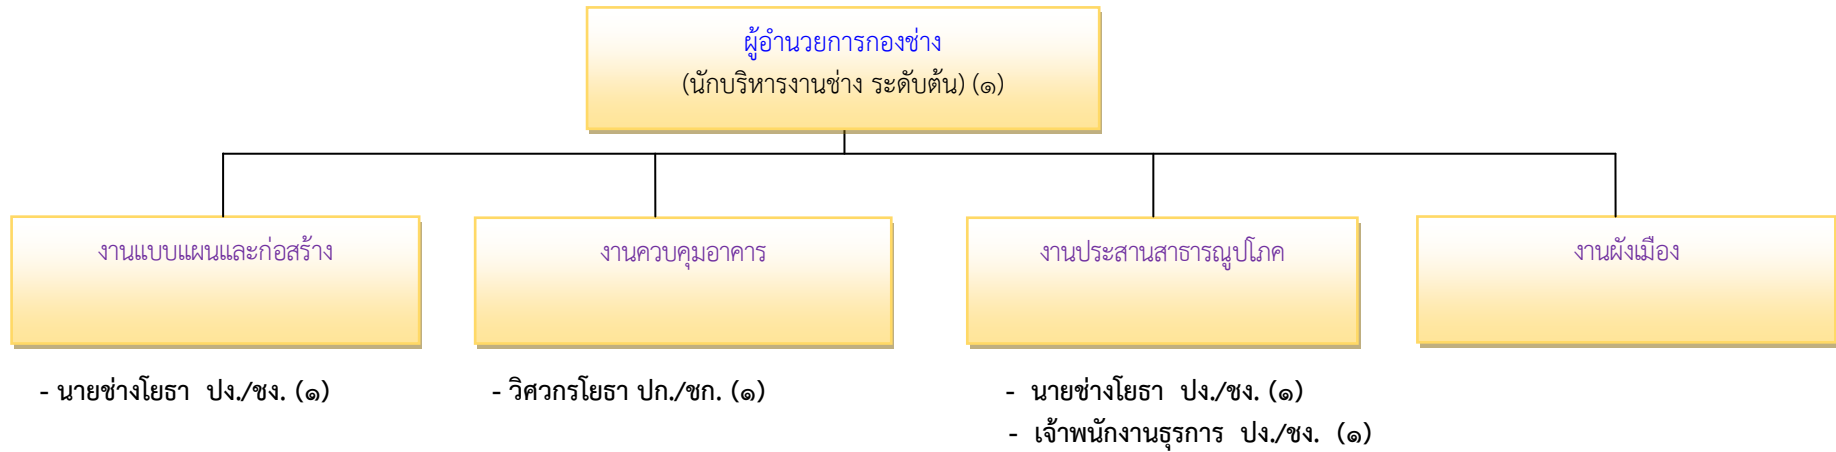 ผู้อำนวยการกองช่าง
(นักบริหารงานช่าง ระดับต้น) (๑)
งานแบบแผนและก่อสร้าง
งานควบคุมอาคาร
งานประสานสาธารณูปโภค
งานผังเมือง
- นายช่างโยธา ปง./ชง. (๑)
- วิศวกรโยธา ปก./ชก. (๑)
- นายช่างโยธา ปง./ชง. (๑)
- เจ้าพนักงานธุรการ ปง./ชง. (๑)